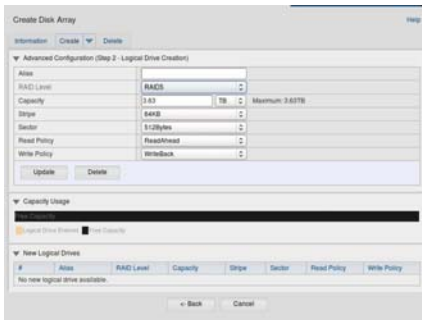 Create Disk Array Help
Information Create Delete
Advanced Configuration (Step 2 - Logical Drive Creation)
Alias
RAID Level RAID5
Capacity 3.63 TB Maximum: 3.63TB
Stripe 64KB
Sector 512Bytes
Read Policy ReadAhead
Write Policy WriteBack
Update Delete
Capacity Usage
Free Capacity
Logical Drive Entered Free Capacity
New Logical Drives
# Alias RAID Level Capacity Stripe Sector Read Policy Write Policy
No new logical drive available.
<- Back Cancel